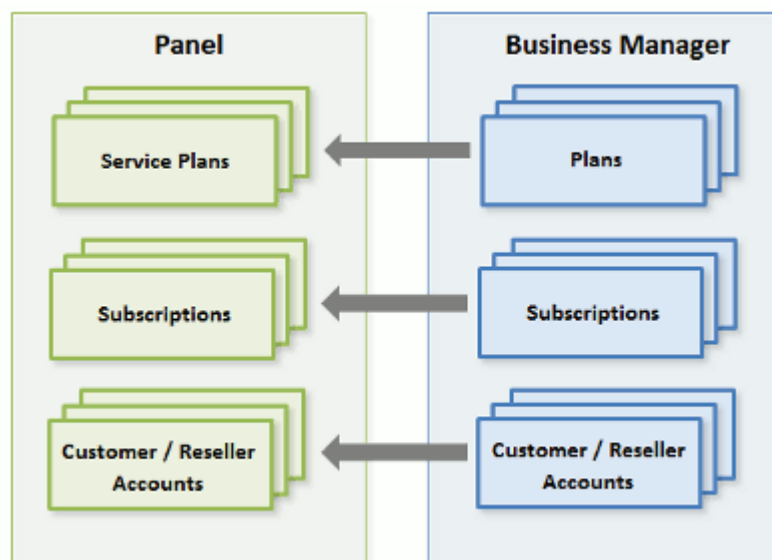 Panel
Business Manager
Service Plans
Plans
Subscriptions
Subscriptions
Customer / Reseller
Accounts
Customer / Reseller
Accounts